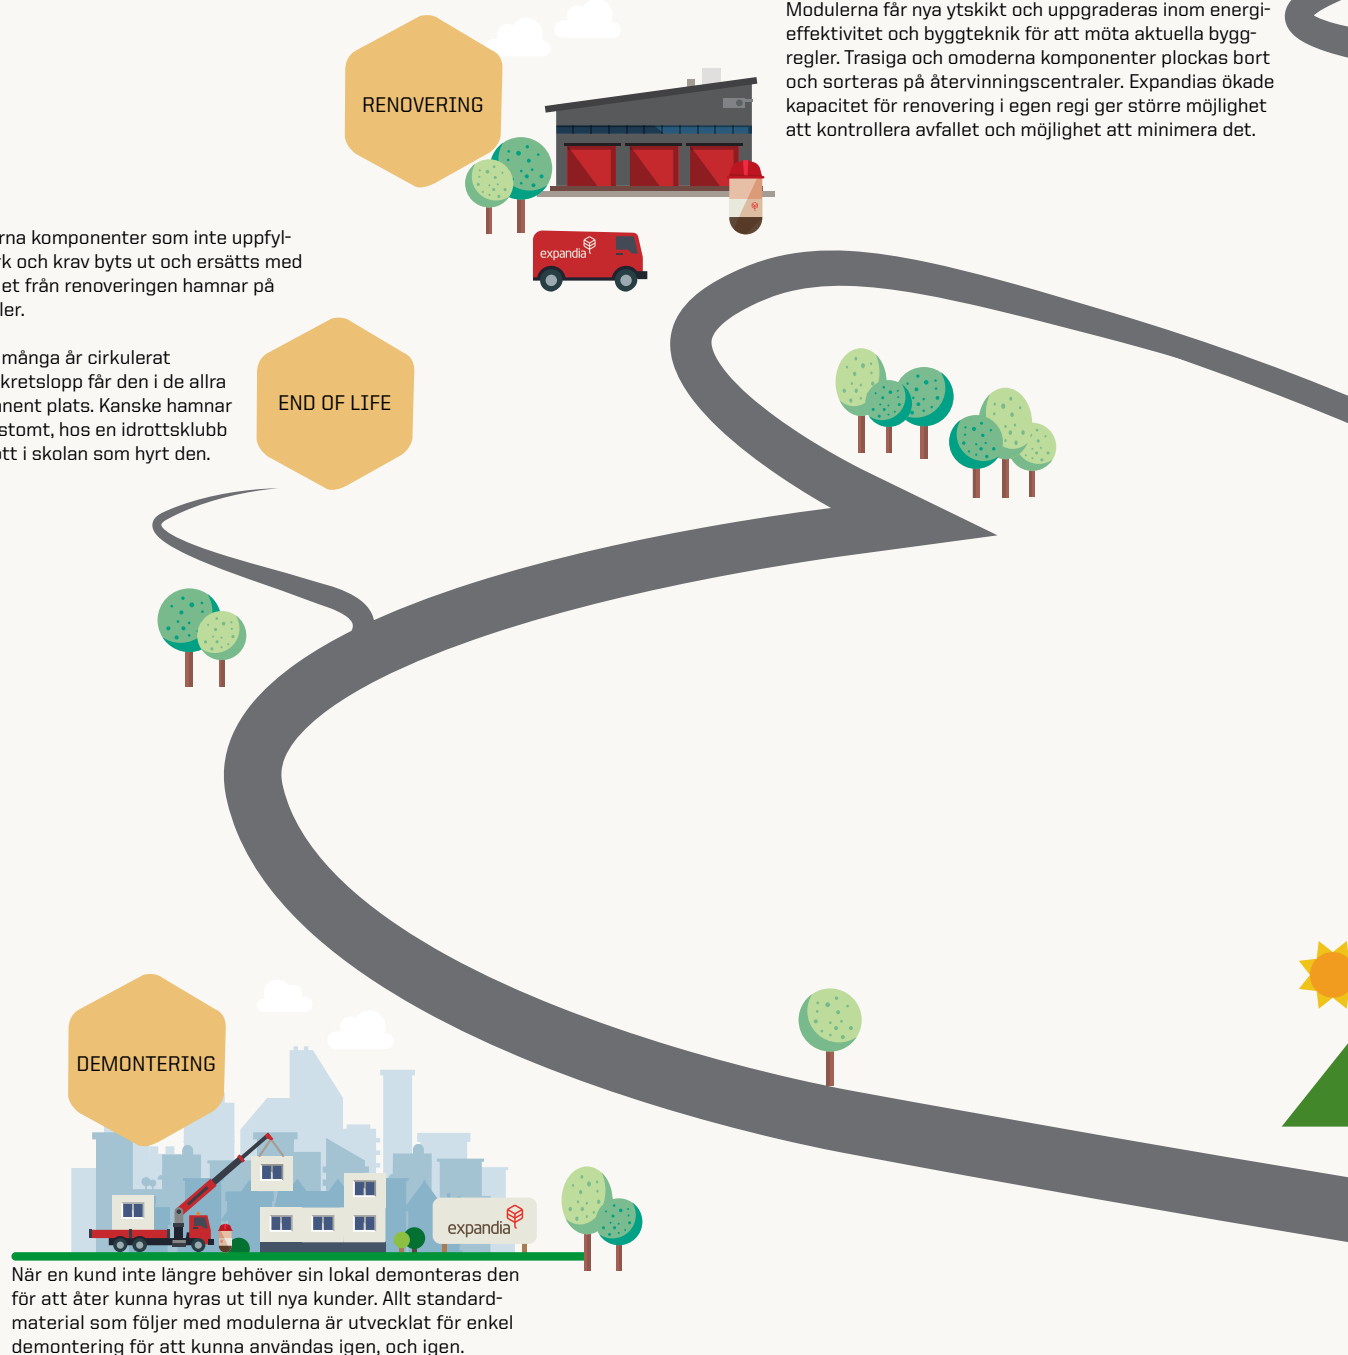 Modulerna får nya ytskikt och uppgraderas inom energi-
effektivitet och byggteknik för att möta aktuella bygg-
regler. Trasiga och omoderna komponenter plockas bort
och sorteras på återvinningscentraler. Expandias ökade
kapacitet för renovering i egen regi ger större möjlighet
att kontrollera avfallet och möjlighet att minimera det.
RENOVERING
expandia
rna komponenter som inte uppfyl-
rk och krav byts ut och ersätts med
et från renoveringen hamnar på
ler.
många år cirkulerat
kretslopp får den i de allra
nent plats. Kanske hamnar
stomt, hos en idrottsklubb
ött i skolan som hyrt den.
END OF LIFE
DEMONTERING
expandia
När en kund inte längre behöver sin lokal demonteras den
för att åter kunna hyras ut till nya kunder. Allt standard-
material som följer med modulerna är utvecklat för enkel
demontering för att kunna användas igen, och igen.